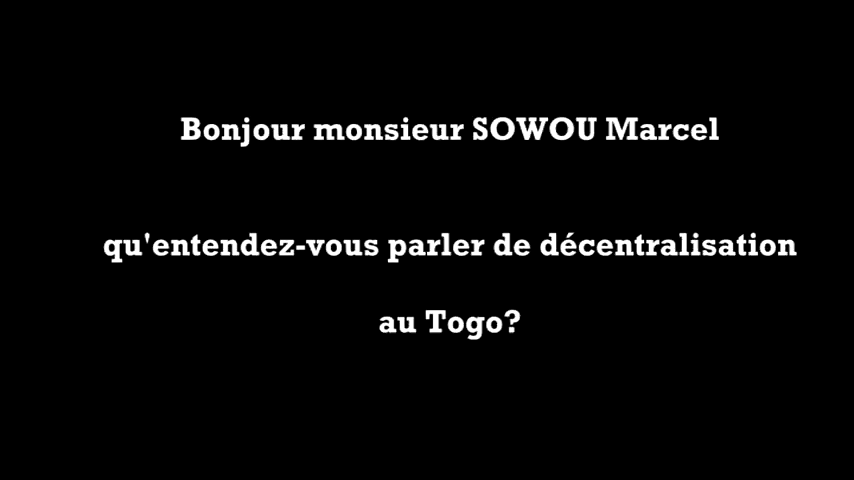 Bonjour monsieur SOWOU Marcel
qu'entendez-vous parler de décentralisation
au Togo?